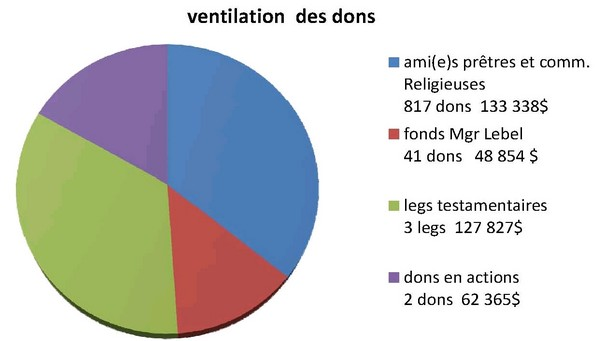 ventilation des dons
ami(e)s prêtres et comm.
Religieuses
817 dons 133 338$
fonds Mgr Lebel
41 dons 48 854 $
legs testamentaires
3 legs 127 827$
dons en actions
2 dons 62 365$